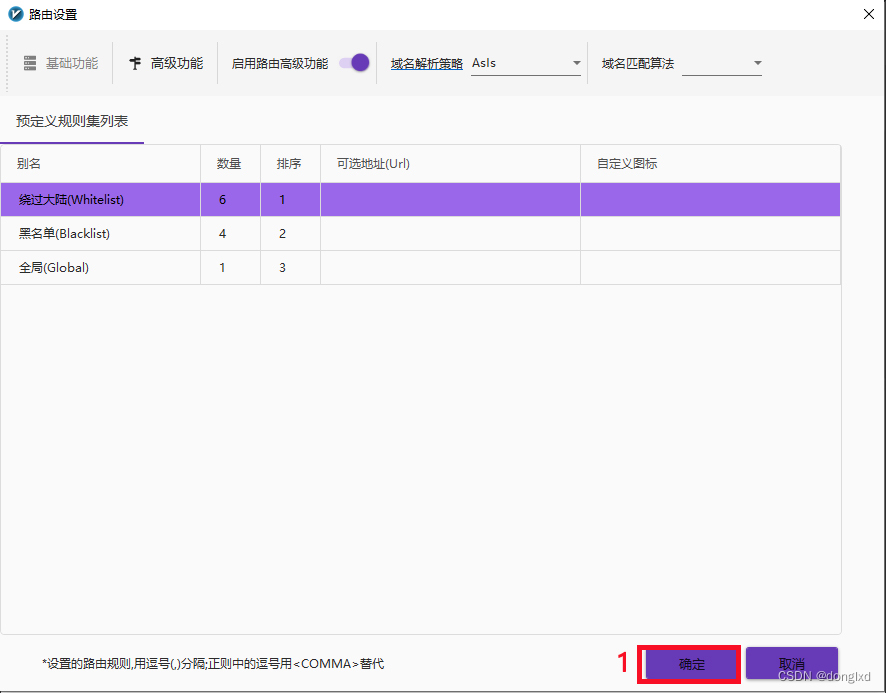 路由设置
基础功能 高级功能 启用路由高级功能 域名解析策略 AsIs 域名匹配算法
预定义规则集列表
别名 数量 排序 可选地址(Url) 自定义图标
绕过大陆(Whitelist) 6 1
黑名单(Blacklist) 4 2
全局(Global) 1 3
*设置的路由规则,用逗号(,)分隔;正则中的逗号用<COMMA>替代 1 确定 取消
CSDN @donglxd